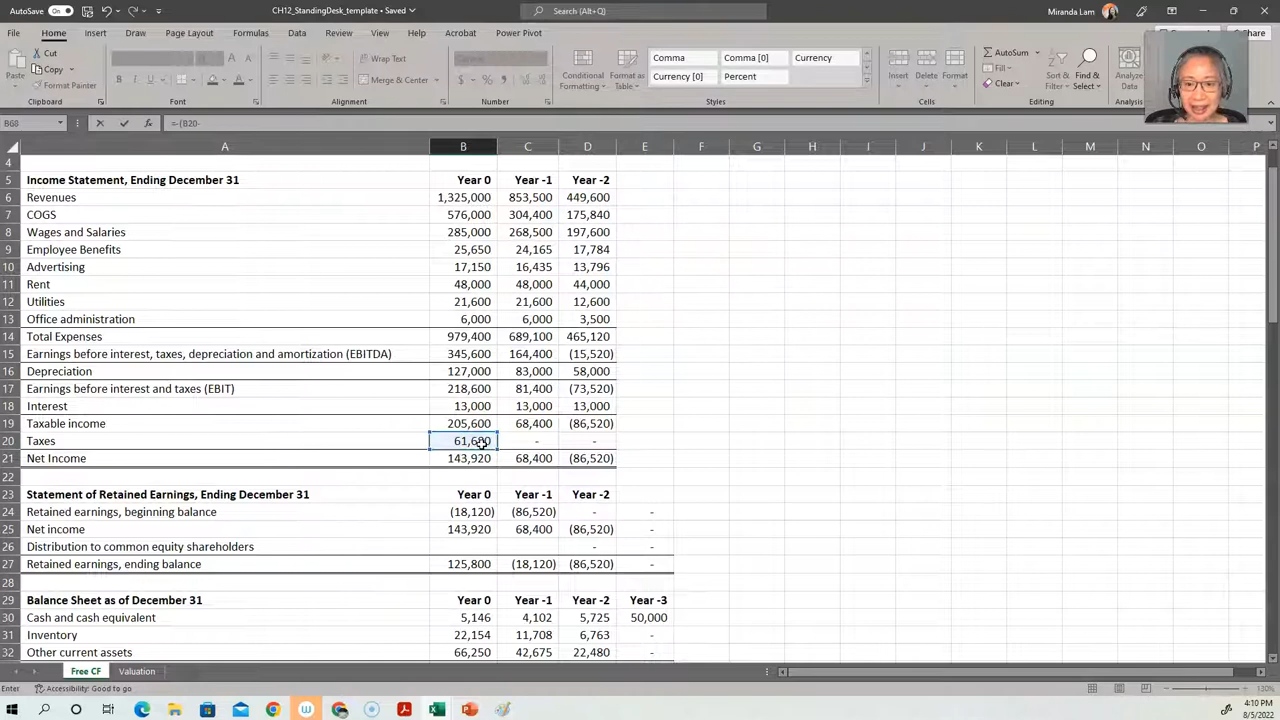 AutoSave On CH12_StandingDesk_template • Saved Search (Alt+Q) Miranda Lam
File Home Insert Draw Page Layout Formulas Data Review View Help Acrobat Power Pivot Share
Paste Cut Copy Format Painter Clipboard
B I U Font
Wrap Text Merge & Center Alignment
General $ % Number
Conditional Formatting Format as Table Comma Comma [0] Currency Currency [0] Percent Styles
Insert Delete Format Cells
AutoSum Fill Clear Sort & Filter Find & Select Editing
Analyze Data Analysis
B68 =-(B20-
A B C D E F G H I J K L M N O P
4
5 Income Statement, Ending December 31 Year 0 Year -1 Year -2
6 Revenues 1,325,000 853,500 449,600
7 COGS 576,000 304,400 175,840
8 Wages and Salaries 285,000 268,500 197,600
9 Employee Benefits 25,650 24,165 17,784
10 Advertising 17,150 16,435 13,796
11 Rent 48,000 48,000 44,000
12 Utilities 21,600 21,600 12,600
13 Office administration 6,000 6,000 3,500
14 Total Expenses 979,400 689,100 465,120
15 Earnings before interest, taxes, depreciation and amortization (EBITDA) 345,600 164,400 (15,520)
16 Depreciation 127,000 83,000 58,000
17 Earnings before interest and taxes (EBIT) 218,600 81,400 (73,520)
18 Interest 13,000 13,000 13,000
19 Taxable income 205,600 68,400 (86,520)
20 Taxes 61,680 - -
21 Net Income 143,920 68,400 (86,520)
22
23 Statement of Retained Earnings, Ending December 31 Year 0 Year -1 Year -2
24 Retained earnings, beginning balance (18,120) (86,520) - -
25 Net income 143,920 68,400 (86,520) -
26 Distribution to common equity shareholders - -
27 Retained earnings, ending balance 125,800 (18,120) (86,520) -
28
29 Balance Sheet as of December 31 Year 0 Year -1 Year -2 Year -3
30 Cash and cash equivalent 5,146 4,102 5,725 50,000
31 Inventory 22,154 11,708 6,763 -
32 Other current assets 66,250 42,675 22,480 -
Free CF Valuation
Enter Accessibility: Good to go 130%
4:10 PM
8/5/2022